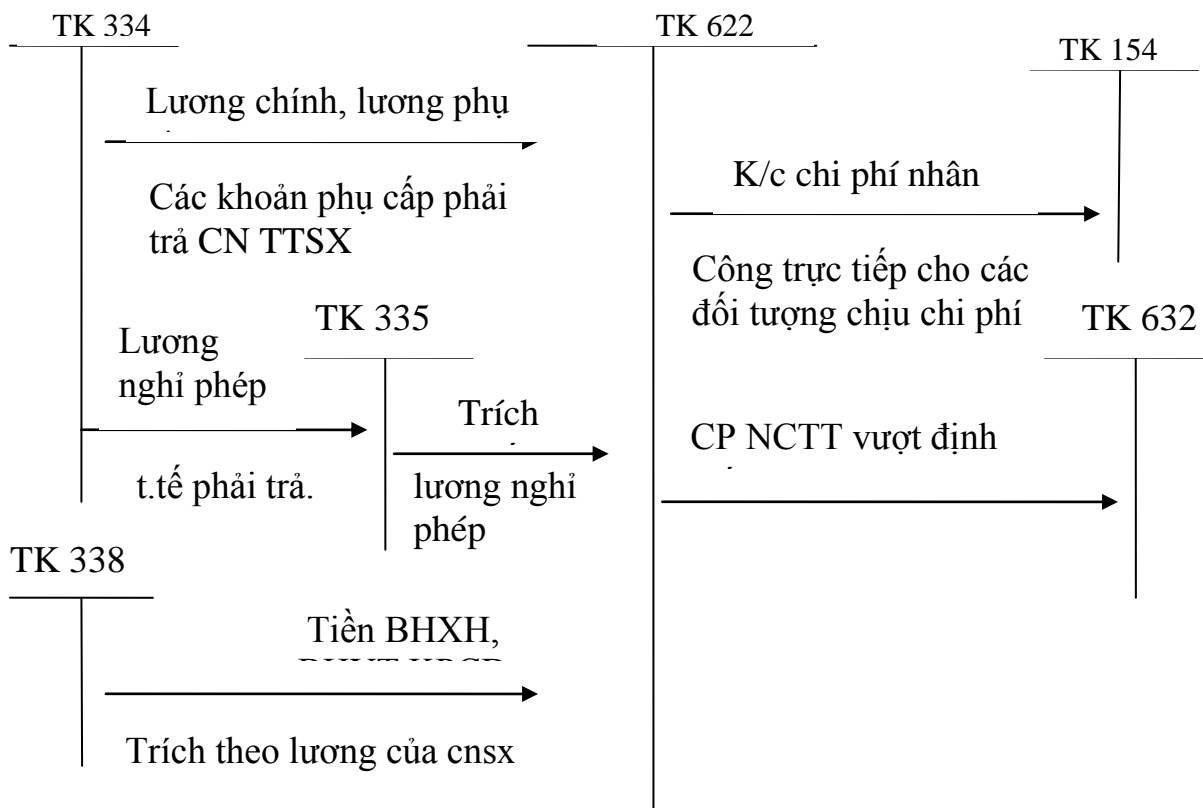 TK 334
TK 622
TK 154
Lương chính, lương phụ
Các khoản phụ cấp phải
trả CN TTSX
K/c chi phí nhân
Công trực tiếp cho các
đối tượng chịu chi phí
TK 335
TK 632
Lương
nghỉ phép
t.tế phải trả.
Trích
lương nghỉ
phép
CP NCTT vượt định
TK 338
Tiền BHXH,
Trích theo lương của cnsx